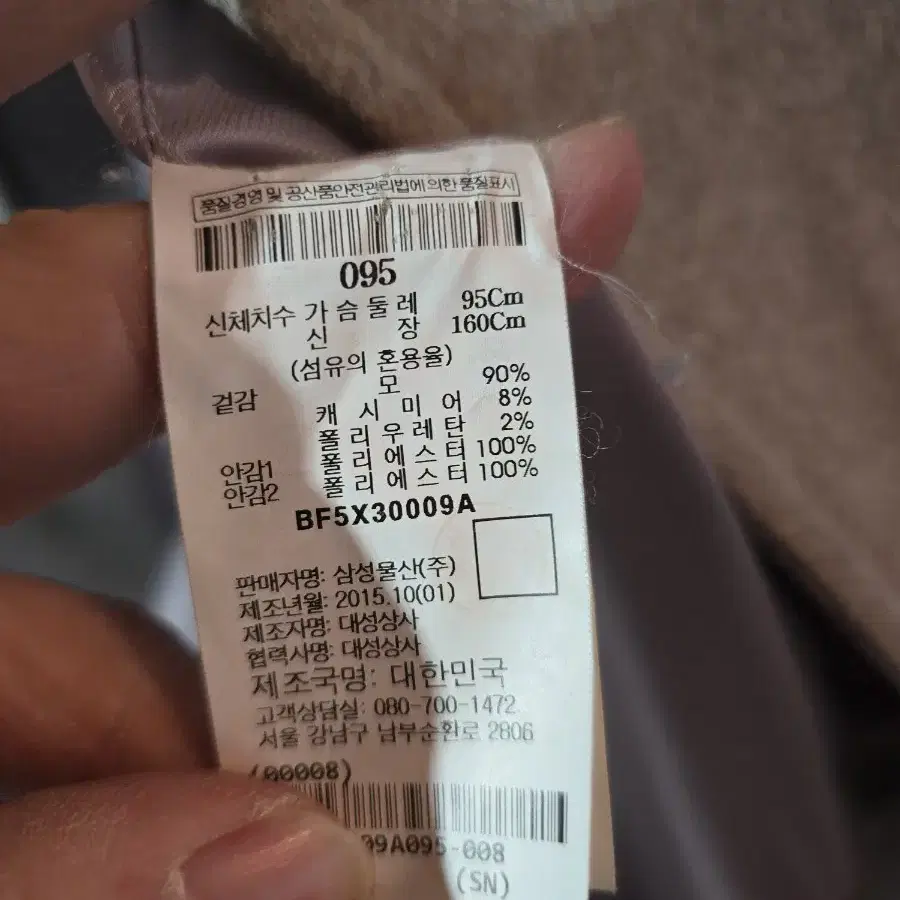 품질경영 및 공산품안전관리법에 의한 품질표시
095
신체치수 가 슴 둘 레 95Cm
신 장 160Cm
(섬유의 혼용율)
겉감 모 90%
캐 시 미 어 8%
폴 리 우 레 탄 2%
안감1 폴 리 에 스 터 100%
안감2 폴 리 에 스 터 100%
BF5X30009A
판매자명: 삼성물산(주)
제조년월: 2015.10(01)
제조자명: 대성상사
협력사명: 대성상사
제조국명: 대한민국
고객상담실: 080-700-1472
서울 강남구 남부순환로 2806
(00008)
09A095-008
(SN)